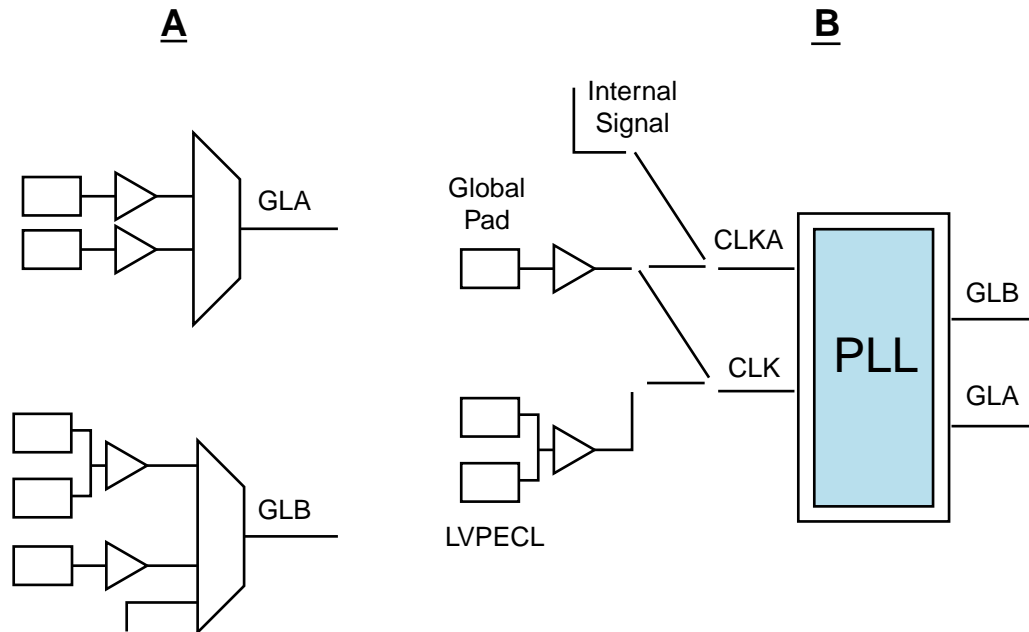 A
GLA
GLB
B
Internal
Signal
Global
Pad
CLKA
CLK
LVPECL
PLL
GLB
GLA